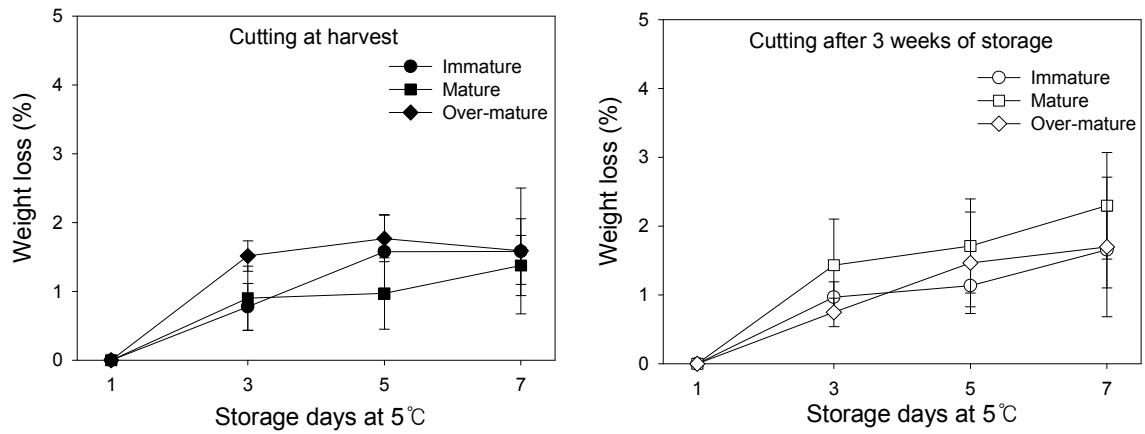 Cutting at harvest
Immature
Mature
Over-mature
Weight loss (%)
5
4
3
2
1
0
1 3 5 7
Storage days at 5℃
Cutting after 3 weeks of storage
Immature
Mature
Over-mature
Weight loss (%)
5
4
3
2
1
0
1 3 5 7
Storage days at 5℃